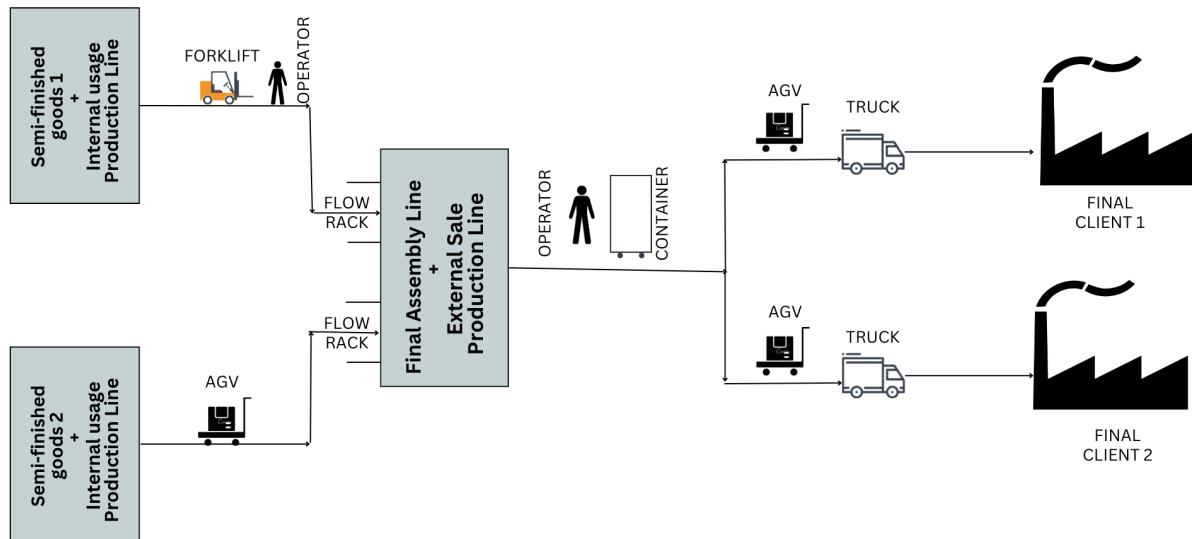 Semi-finished
goods 1
+
Internal usage
Production Line
FORKLIFT
OPERATOR
FLOW
RACK
Semi-finished
goods 2
+
Internal usage
Production Line
AGV
FLOW
RACK
Final Assembly Line
+
External Sale
Production Line
OPERATOR
CONTAINER
AGV
TRUCK
FINAL
CLIENT 1
AGV
TRUCK
FINAL
CLIENT 2